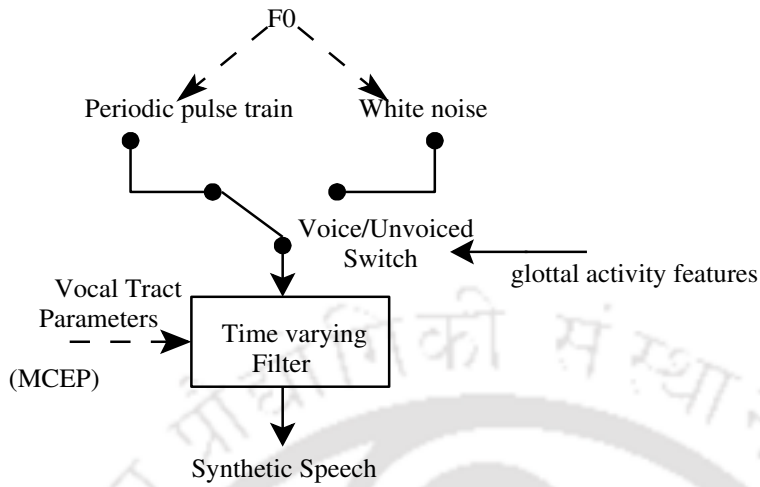 F0
Periodic pulse train
White noise
Voice/Unvoiced
Switch
glottal activity features
Vocal Tract
Parameters
(MCEP)
Time varying
Filter
Synthetic Speech